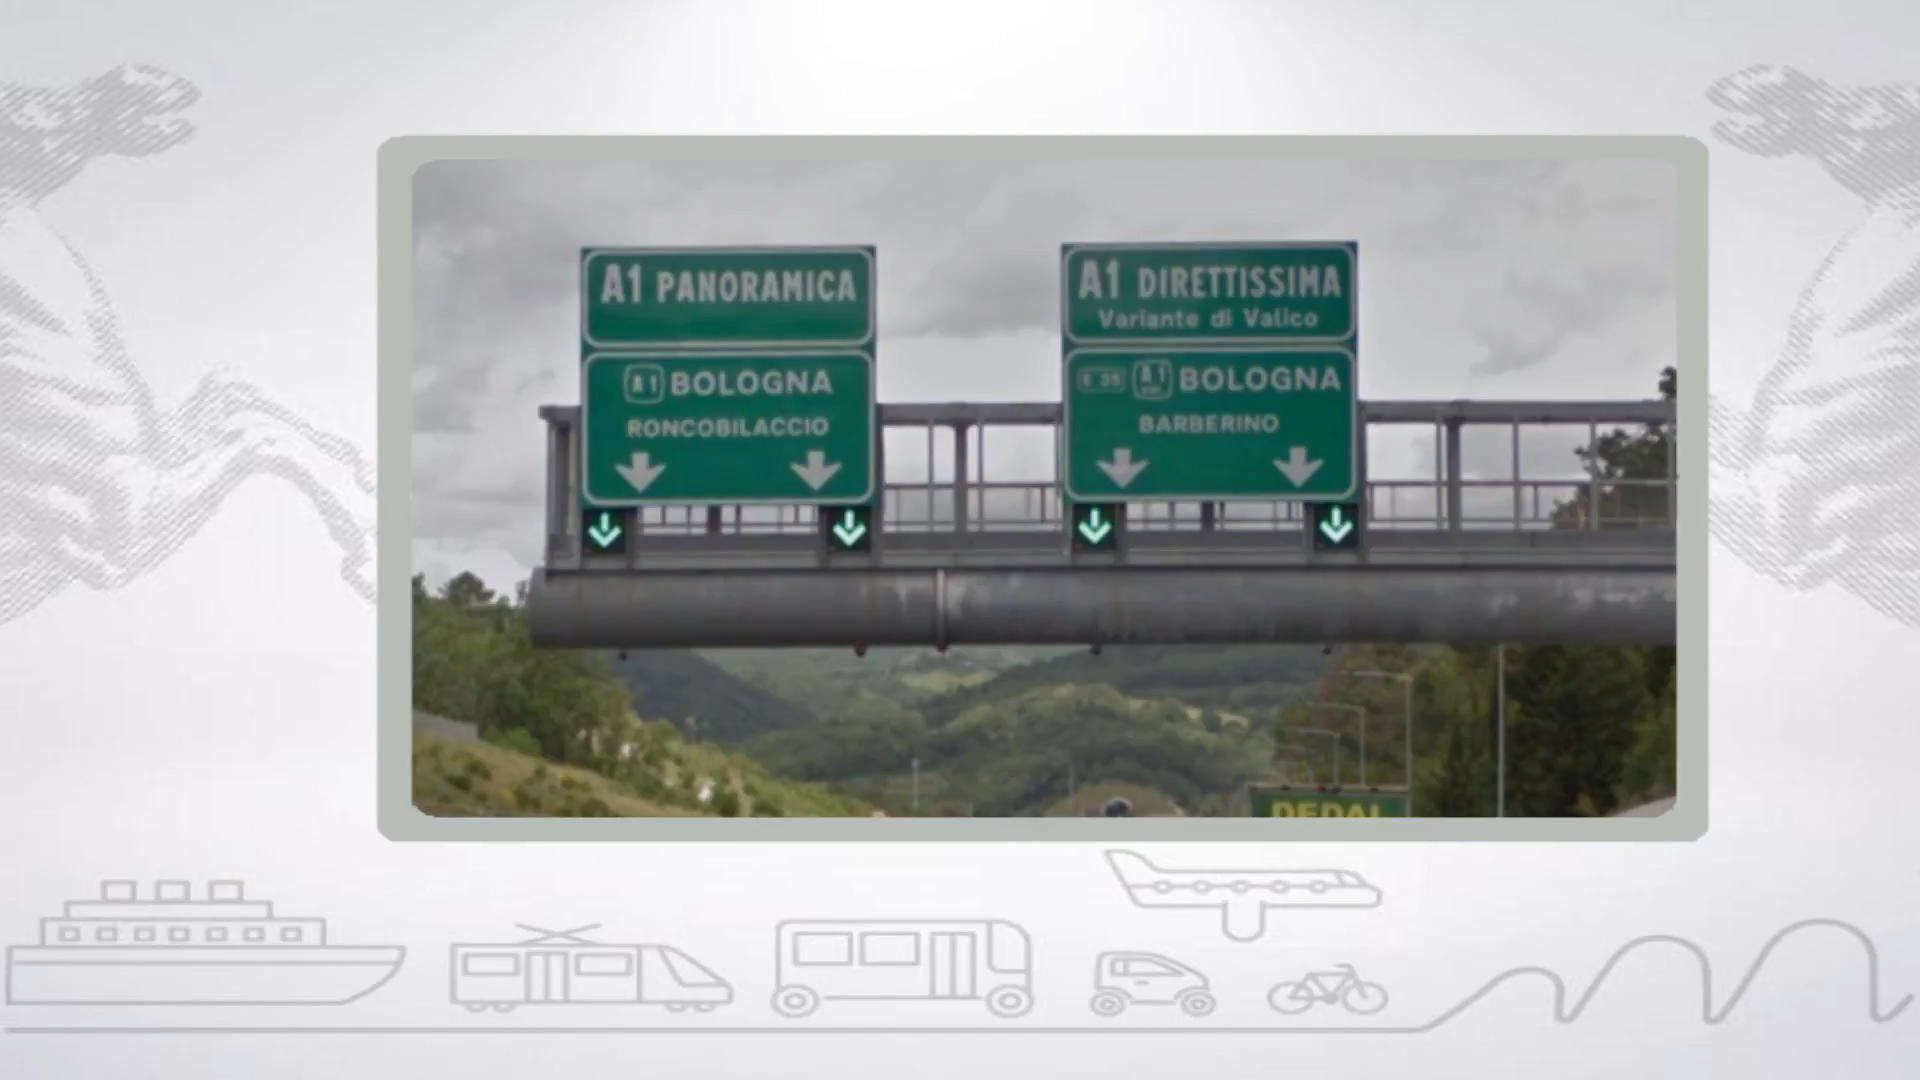 A1 PANORAMICA
A1 BOLOGNA
RONCOBILACCIO
A1 DIRETTISSIMA
Variante di Valico
E 35 A1 BOLOGNA
BARBERINO